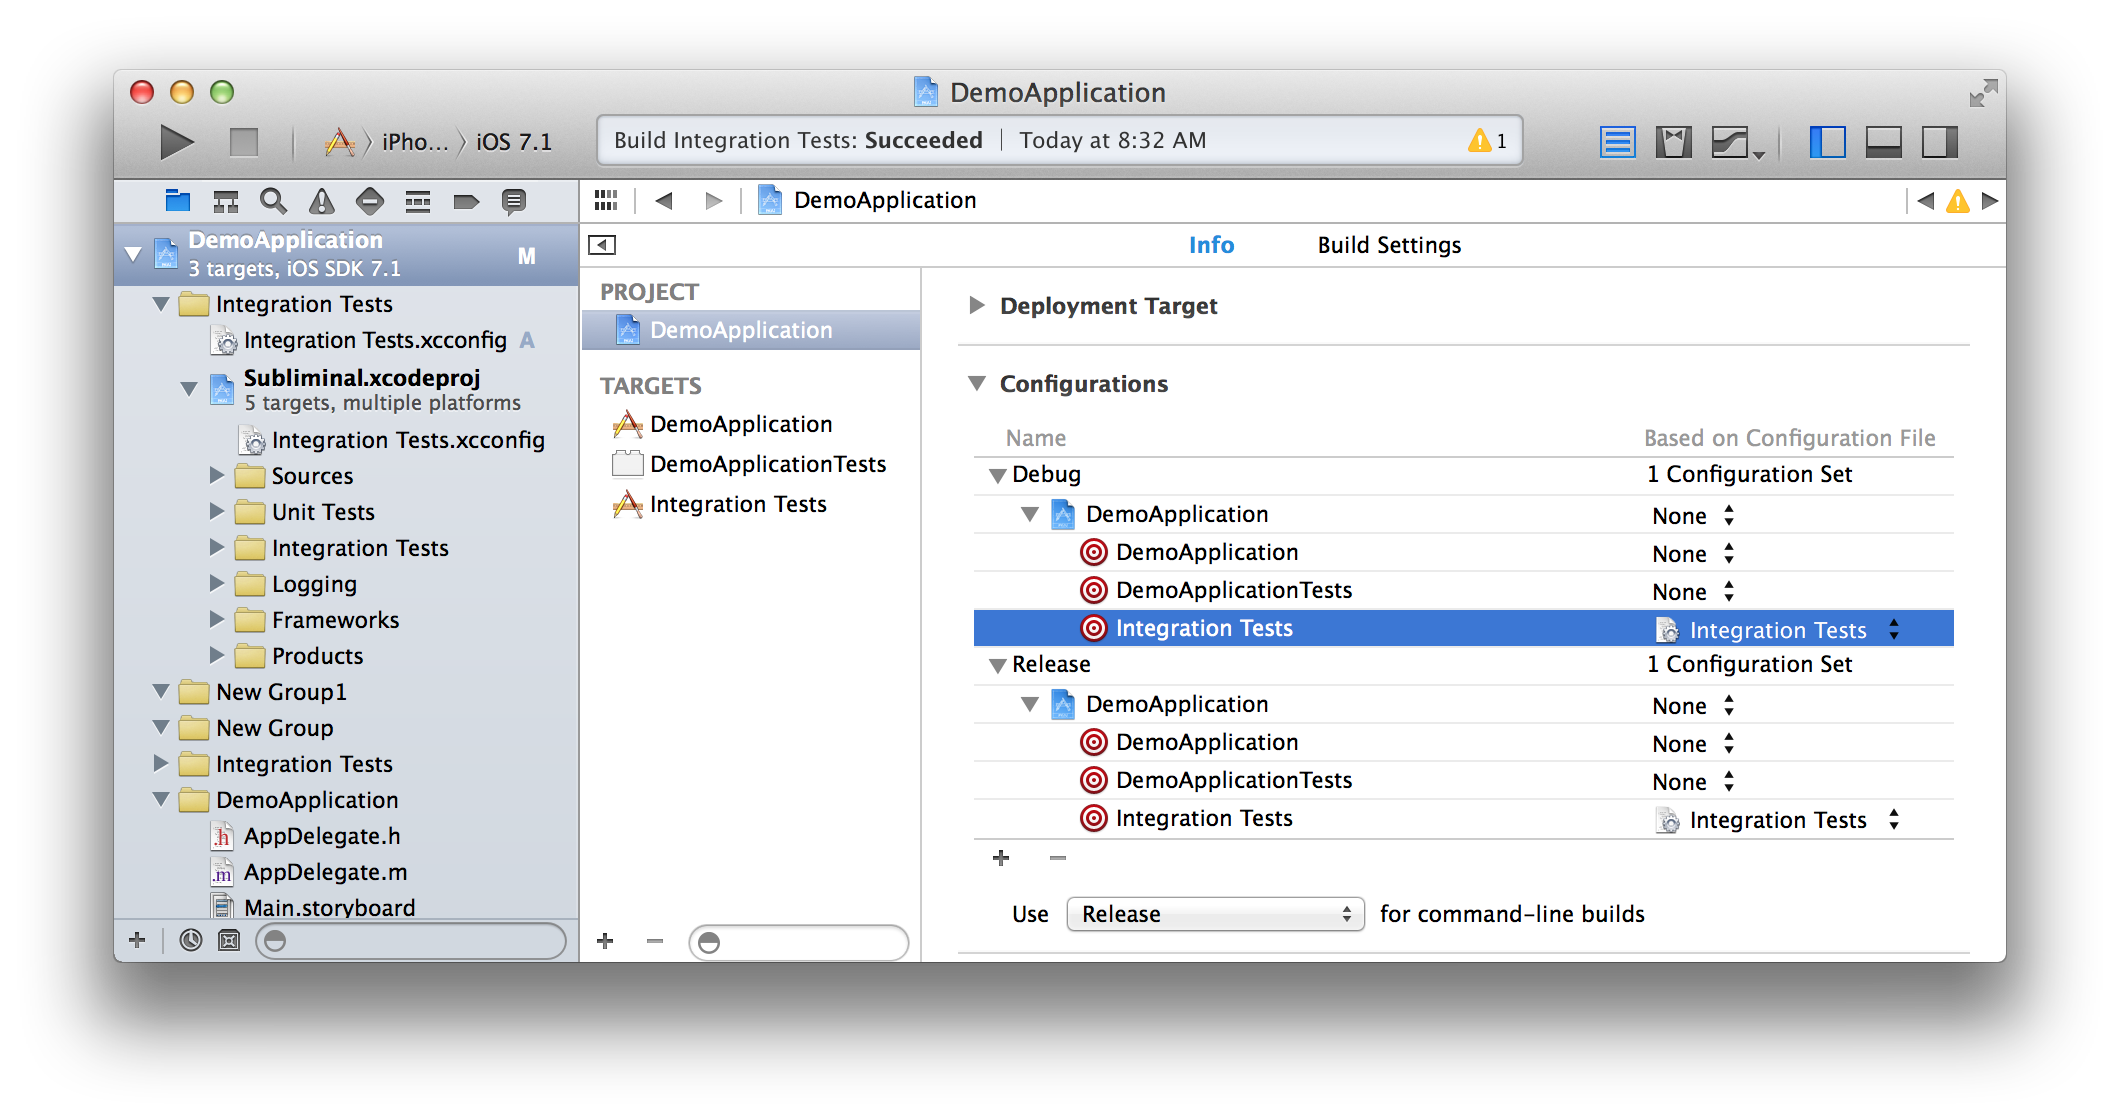 DemoApplication
iPho... iOS 7.1
Build Integration Tests: Succeeded | Today at 8:32 AM
1
DemoApplication
DemoApplication
3 targets, iOS SDK 7.1
M
Integration Tests
Integration Tests.xcconfig A
Subliminal.xcodeproj
5 targets, multiple platforms
Integration Tests.xcconfig
Sources
Unit Tests
Integration Tests
Logging
Frameworks
Products
New Group1
New Group
Integration Tests
DemoApplication
AppDelegate.h
AppDelegate.m
Main.storyboard
Info Build Settings
PROJECT
DemoApplication
TARGETS
DemoApplication
DemoApplicationTests
Integration Tests
Deployment Target
Configurations
Name Based on Configuration File
Debug 1 Configuration Set
DemoApplication None
DemoApplication None
DemoApplicationTests None
Integration Tests Integration Tests
Release 1 Configuration Set
DemoApplication None
DemoApplication None
DemoApplicationTests None
Integration Tests Integration Tests
Use Release for command-line builds